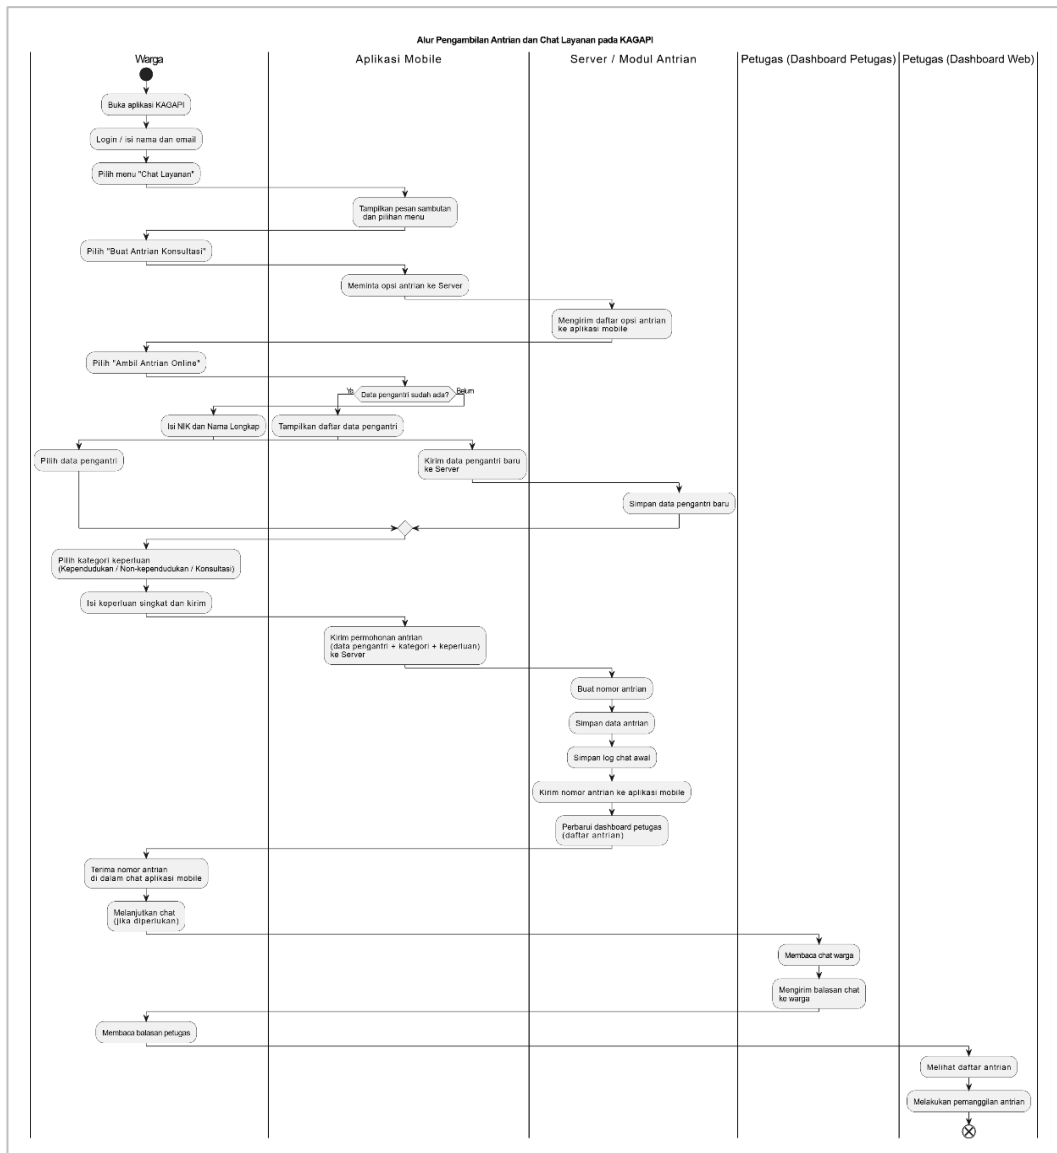 Alur Pengambilan Antrian dan Chat Layanan pada KAGAPI
Warga
Aplikasi Mobile
Server / Modul Antrian
Petugas (Dashboard Petugas)
Petugas (Dashboard Web)
Buka aplikasi KAGAPI
Login / isi nama dan email
Pilih menu "Chat Layanan"
Tampilkan pesan sambutan
dan pilihan menu
Pilih "Buat Antrian Konsultasi"
Meminta opsi antrian ke Server
Mengirim daftar opsi antrian
ke aplikasi mobile
Pilih "Ambil Antrian Online"
Ya
Data pengantri sudah ada?
Belum
Isi NIK dan Nama Lengkap
Tampilkan daftar data pengantri
Pilih data pengantri
Kirim data pengantri baru
ke Server
Simpan data pengantri baru
Pilih kategori keperluan
(Kependudukan / Non-kependudukan / Konsultasi)
Isi keperluan singkat dan kirim
Kirim permohonan antrian
(data pengantri + kategori + keperluan)
ke Server
Buat nomor antrian
Simpan data antrian
Simpan log chat awal
Kirim nomor antrian ke aplikasi mobile
Perbarui dashboard petugas
(daftar antrian)
Terima nomor antrian
di dalam chat aplikasi mobile
Melanjutkan chat
(jika diperlukan)
Membaca chat warga
Mengirim balasan chat
ke warga
Membaca balasan petugas
Melihat daftar antrian
Melakukan pemanggilan antrian